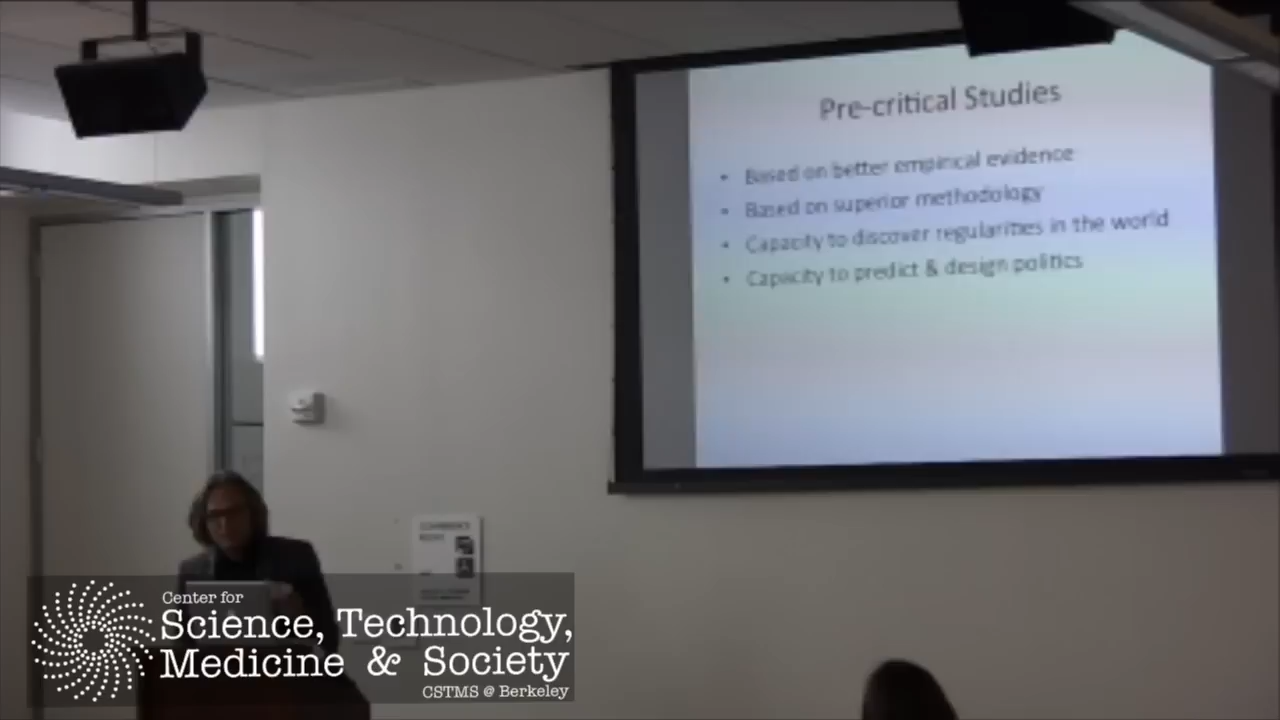 Pre-critical Studies
• Based on better empirical evidence
• Based on superior methodology
• Capacity to discover regularities in the world
• Capacity to predict & design politics
Center for
Science, Technology,
Medicine & Society
CSTMS @ Berkeley